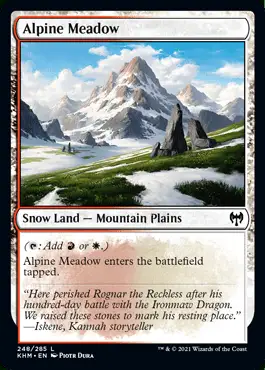 Alpine Meadow
Snow Land — Mountain Plains
(: Add or .)
Alpine Meadow enters the battlefield
tapped.
"Here perished Rognar the Reckless after his
hundred-day battle with the Ironmaw Dragon.
We raised these stones to mark his resting place."
—Iskene, Kannah storyteller
248/285 L
KHM • EN Piotr Dura
™ & © 2021 Wizards of the Coast